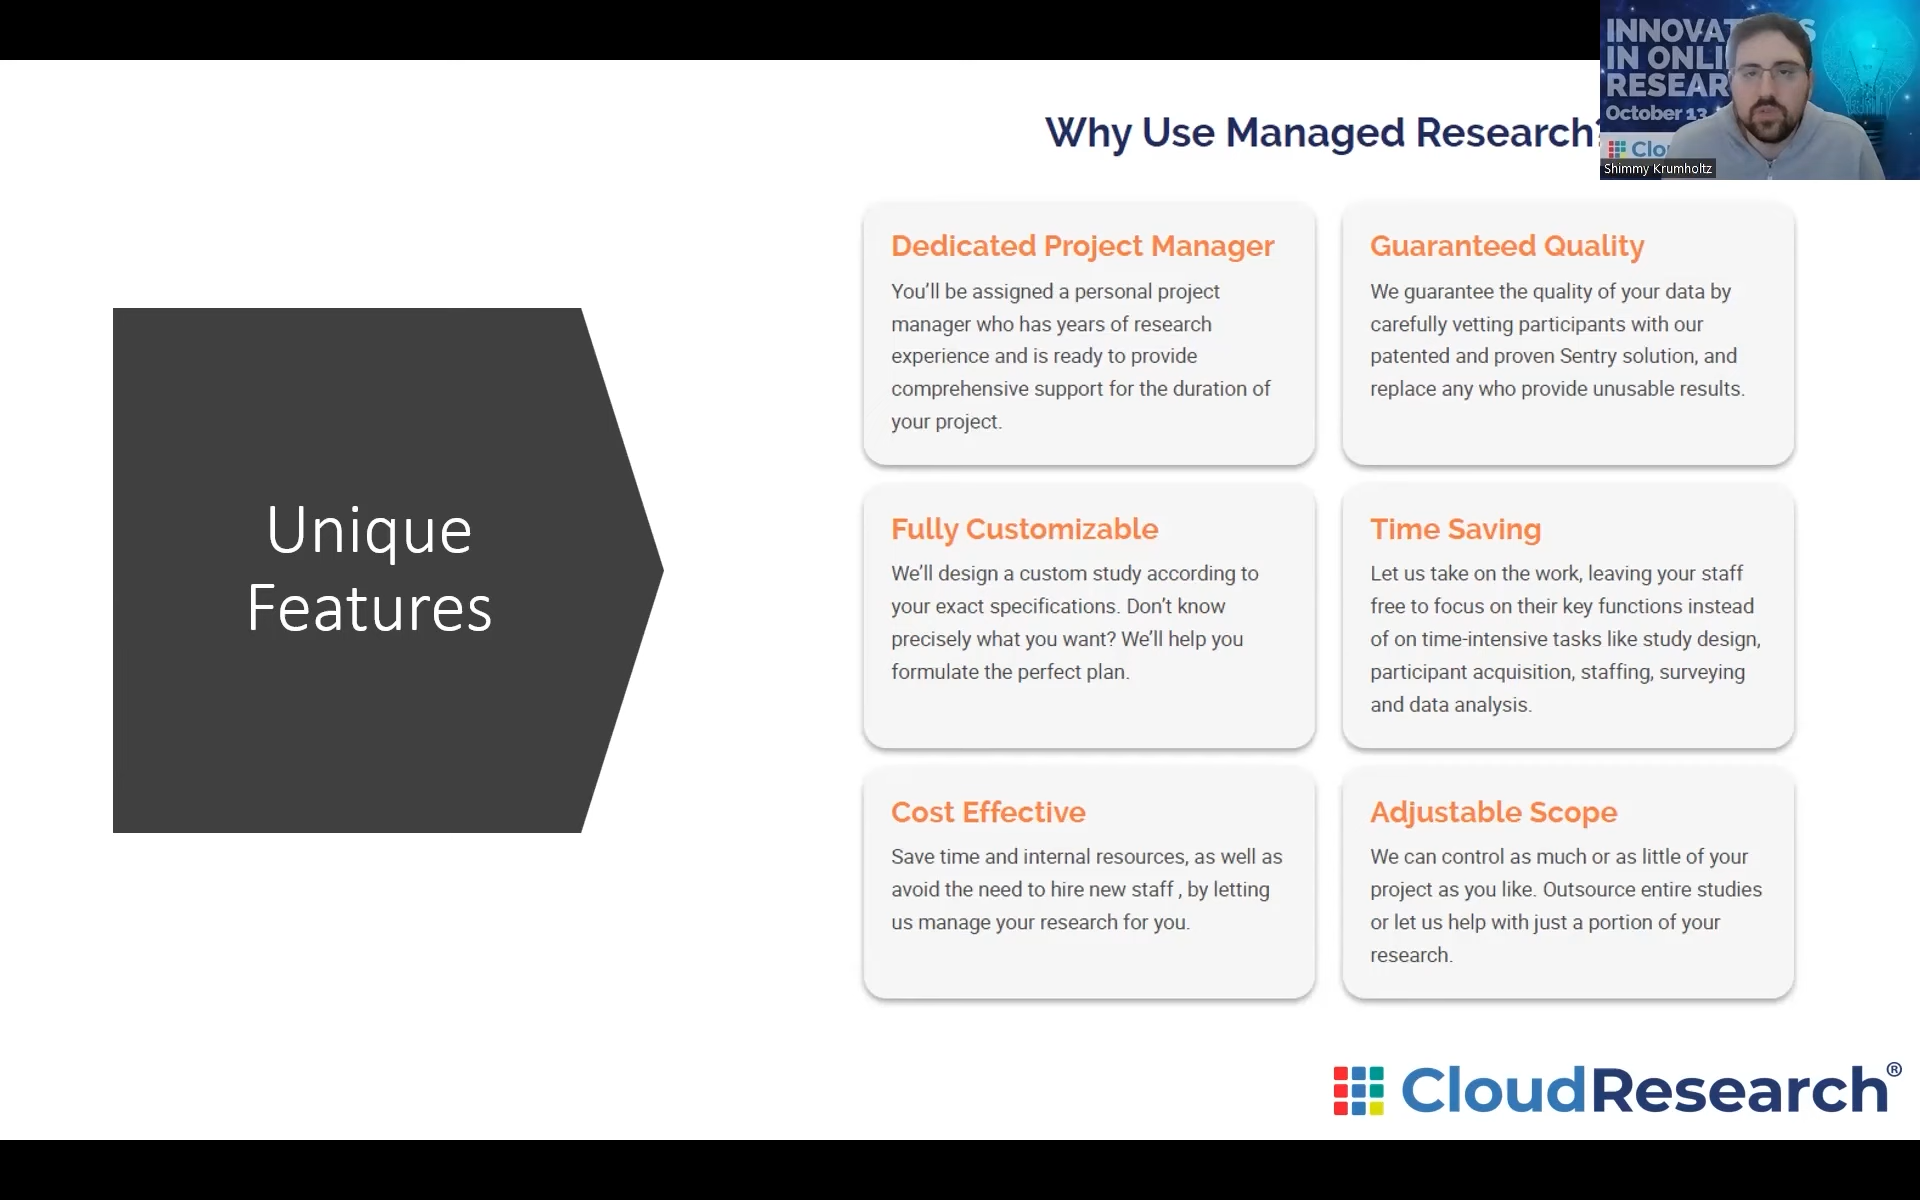 Unique
Features
Why Use Managed Research?
Dedicated Project Manager
You'll be assigned a personal project
manager who has years of research
experience and is ready to provide
comprehensive support for the duration of
your project.
Guaranteed Quality
We guarantee the quality of your data by
carefully vetting participants with our
patented and proven Sentry solution, and
replace any who provide unusable results.
Fully Customizable
We'll design a custom study according to
your exact specifications. Don't know
precisely what you want? We'll help you
formulate the perfect plan.
Time Saving
Let us take on the work, leaving your staff
free to focus on their key functions instead
of on time-intensive tasks like study design,
participant acquisition, staffing, surveying
and data analysis.
Cost Effective
Save time and internal resources, as well as
avoid the need to hire new staff , by letting
us manage your research for you.
Adjustable Scope
We can control as much or as little of your
project as you like. Outsource entire studies
or let us help with just a portion of your
research.
CloudResearch®
INNOVAT S
IN ONLI
RESEAR
October 13
Clo
Shimmy Krumholtz